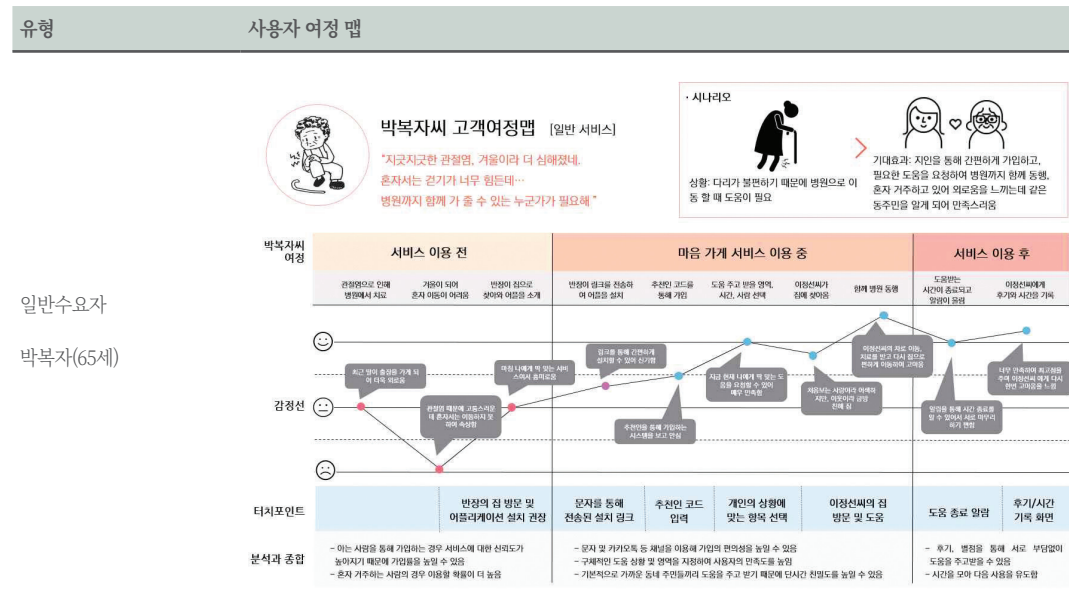 유형
사용자 여정 맵
일반수요자
박복자(65세)
박복자씨 고객여정맵 [일반 서비스]
"지긋지긋한 관절염, 겨울이라 더 심해졌네.
혼자서는 걷기가 너무 힘든데…
병원까지 함께 가 줄 수 있는 누군가가 필요해 "
· 시나리오
상황: 다리가 불편하기 때문에 병원으로 이
동 할 때 도움이 필요
기대효과: 지인을 통해 간편하게 가입하고,
필요한 도움을 요청하여 병원까지 함께 동행,
혼자 거주하고 있어 외로움을 느끼는데 같은
동주민을 알게 되어 만족스러움
박복자씨
여정
서비스 이용 전
마음 가게 서비스 이용 중
서비스 이용 후
관절염으로 인해
병원에서 치료
겨울이 되어
혼자 이동이 어려움
반장이 집으로
찾아와 어플을 소개
반장이 링크를 전송하
여 어플을 설치
추천인 코드를
통해 가입
도움 주고 받을 영역,
시간, 사람 선택
이정선씨가
집에 찾아옴
함께 병원 동행
도움받는
시간이 종료되고
알람이 울림
이정선씨에게
후기와 시간을 기록
감정선
최근 딸이 출장을 가게 되
어 더욱 외로움
관절염 때문에 고통스러운
데 혼자서는 이동하지 못
하여 속상함
마침 나에게 딱 맞는 서비
스여서 흥미로움
링크를 통해 간편하게
설치할 수 있어 신기함
추천인을 통해 가입하는
시스템을 보고 안심
지금 현재 나에게 딱 맞는 도
움을 요청할 수 있어
매우 만족함
처음보는 사람이라 어색하
지만, 이웃이라 금방
친해 짐
이정선씨의 차로 이동,
치료를 받고 다시 집으로
편하게 이동하여 고마움
알람을 통해 시간 종료를
알 수 있어서 서로 마무리
하기 편함
너무 만족하여 최고점을
주며 이정선씨 에게 다시
한번 고마움을 느낌
터치포인트
반장의 집 방문 및
어플리케이션 설치 권장
문자를 통해
전송된 설치 링크
추천인 코드
입력
개인의 상황에
맞는 항목 선택
이정선씨의 집
방문 및 도움
도움 종료 알람
후기/시간
기록 화면
분석과 종합
- 아는 사람을 통해 가입하는 경우 서비스에 대한 신뢰도가
높아지기 때문에 가입률을 높일 수 있음
- 혼자 거주하는 사람의 경우 이용할 확률이 더 높음
- 문자 및 카카오톡 등 채널을 이용해 가입의 편의성을 높일 수 있음
- 구체적인 도움 상황 및 영역을 지정하여 사용자의 만족도를 높임
- 기본적으로 가까운 동네 주민들끼리 도움을 주고 받기 때문에 단시간 친밀도를 높일 수 있음
- 후기, 별점을 통해 서로 부담없이
도움을 주고받을 수 있음
- 시간을 모아 다음 사용을 유도함